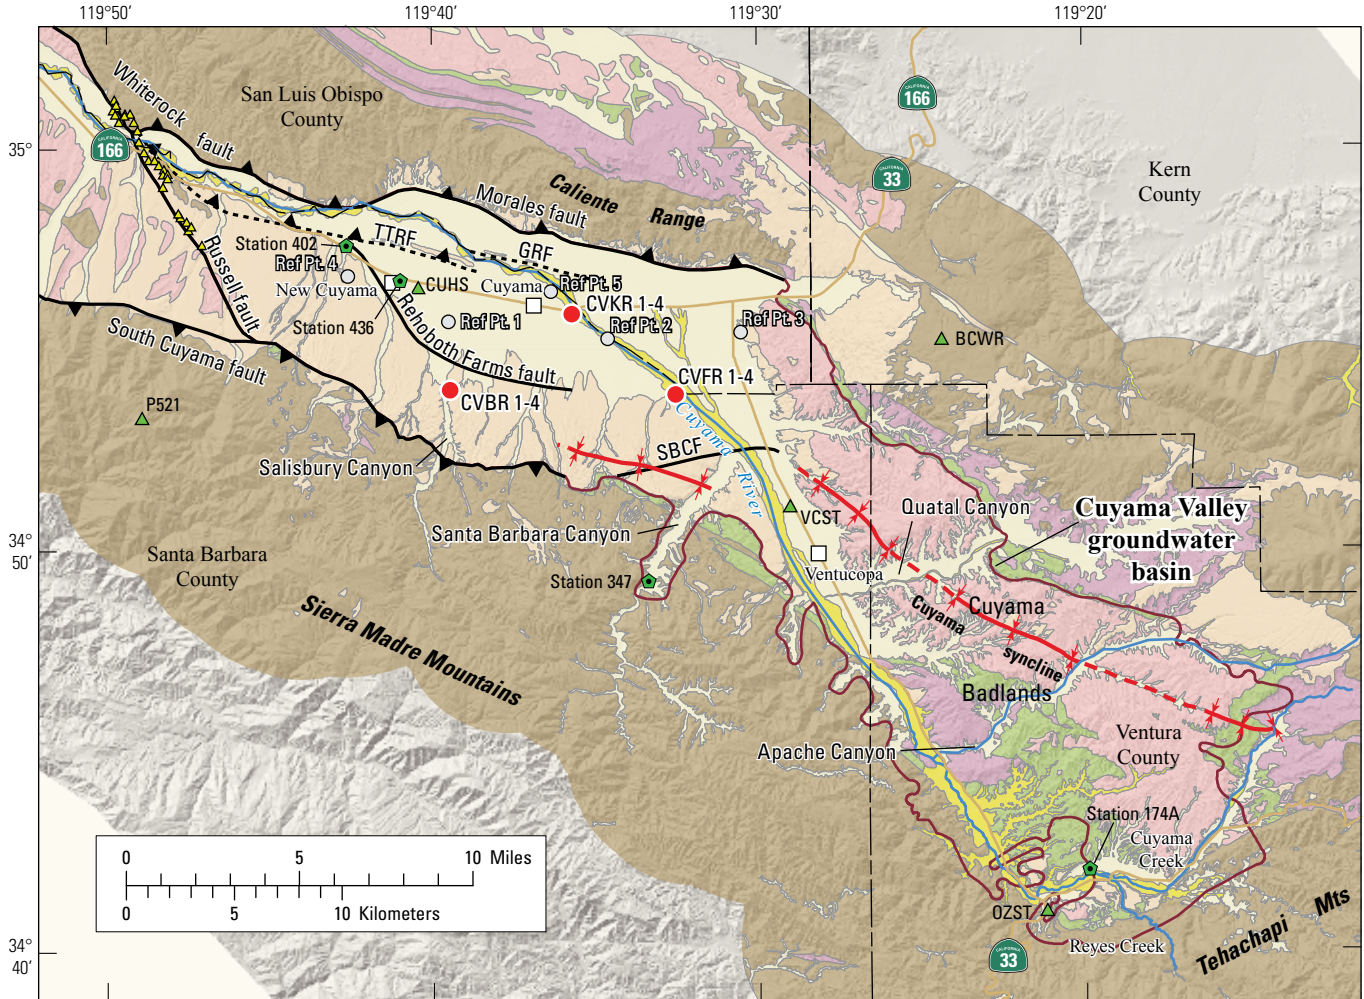 119°50'
119°40'
119°30'
119°20'
35°
34°
50'
34°
40'
Whiterock fault
CALIFORNIA
166
San Luis Obispo
County
CALIFORNIA
166
CALIFORNIA
33
Kern
County
Caliente Range
Morales fault
TTRF
GRF
Station 402
Ref Pt. 4
New Cuyama
CUHS
Cuyama
Ref Pt. 5
CVKR 1-4
Station 436
Ref Pt. 1
Ref Pt. 2
Ref Pt. 3
BCWR
Russell fault
Rehoboth Farms fault
South Cuyama fault
P521
CVBR 1-4
CVFR 1-4
Cuyama River
Salisbury Canyon
SBCF
Santa Barbara Canyon
VCST
Quatal Canyon
Cuyama Valley
groundwater
basin
Santa Barbara
County
Station 347
Ventucopa
Sierra Madre Mountains
Cuyama syncline
Cuyama
Badlands
Apache Canyon
Ventura
County
Station 174A
Cuyama
Creek
OZST
Reyes Creek
CALIFORNIA
33
Tehachapi Mts
0 5 10 Miles
0 5 10 Kilometers